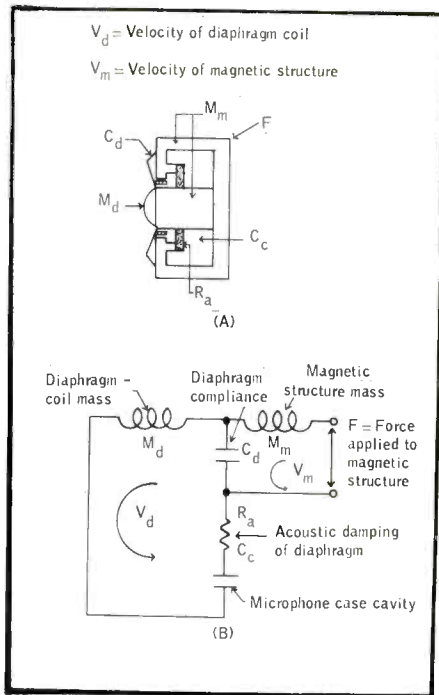 V_d = Velocity of diaphragm coil
V_m = Velocity of magnetic structure
M_m
F
C_d
M_d
C_c
R_a
(A)
Diaphragm -
coil mass
Diaphragm
compliance
Magnetic
structure mass
M_d
C_d
M_m
V_m
F = Force
applied to
magnetic
structure
V_d
R_a
C_c
Acoustic damping
of diaphragm
Microphone case cavity
(B)